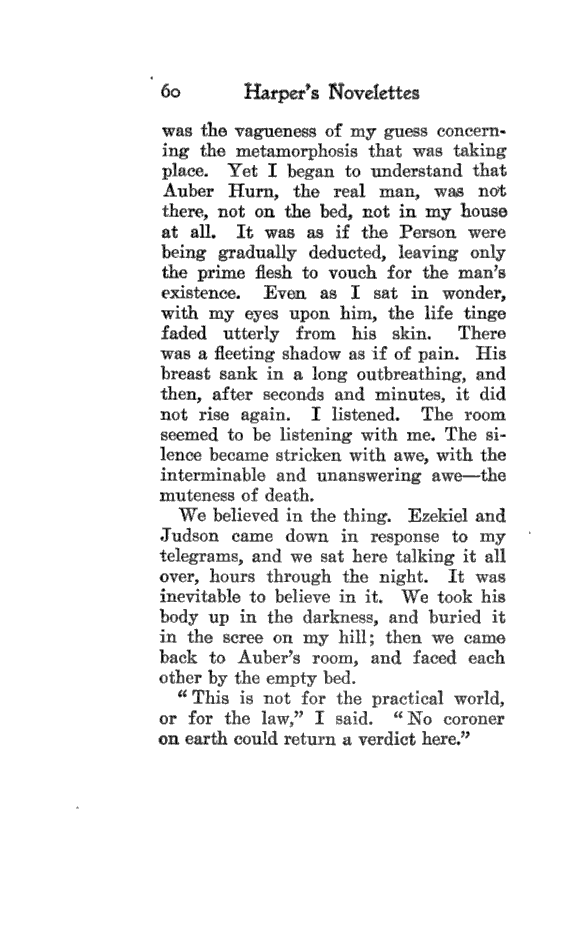 60 Harper's Novelettes
was the vagueness of my guess concern-
ing the metamorphosis that was taking
place. Yet I began to understand that
Auber Hurn, the real man, was not
there, not on the bed, not in my house
at all. It was as if the Person were
being gradually deducted, leaving only
the prime flesh to vouch for the man's
existence. Even as I sat in wonder,
with my eyes upon him, the life tinge
faded utterly from his skin. There
was a fleeting shadow as if of pain. His
breast sank in a long outbreathing, and
then, after seconds and minutes, it did
not rise again. I listened. The room
seemed to be listening with me. The si-
lence became stricken with awe, with the
interminable and unanswering awe—the
muteness of death.
We believed in the thing. Ezekiel and
Judson came down in response to my
telegrams, and we sat here talking it all
over, hours through the night. It was
inevitable to believe in it. We took his
body up in the darkness, and buried it
in the scree on my hill; then we came
back to Auber's room, and faced each
other by the empty bed.
"This is not for the practical world,
or for the law," I said. "No coroner
on earth could return a verdict here."